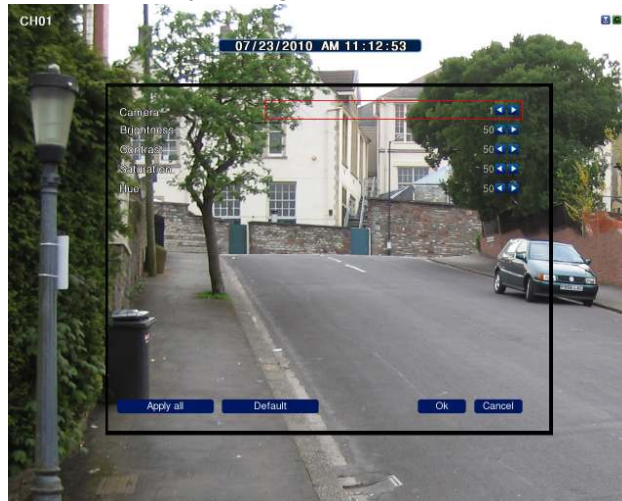 CH01
07/23/2010 AM 11:12:53
Camera 1
Brightness 50
Contrast 50
Saturation 50
Hue 50
Apply all Default Ok Cancel